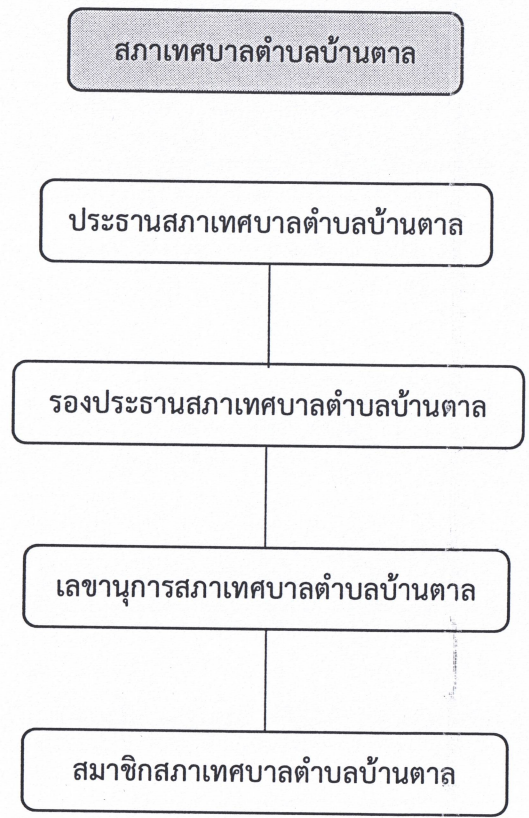 สภาเทศบาลตำบลบ้านตาล
ประธานสภาเทศบาลตำบลบ้านตาล
รองประธานสภาเทศบาลตำบลบ้านตาล
เลขานุการสภาเทศบาลตำบลบ้านตาล
สมาชิกสภาเทศบาลตำบลบ้านตาล